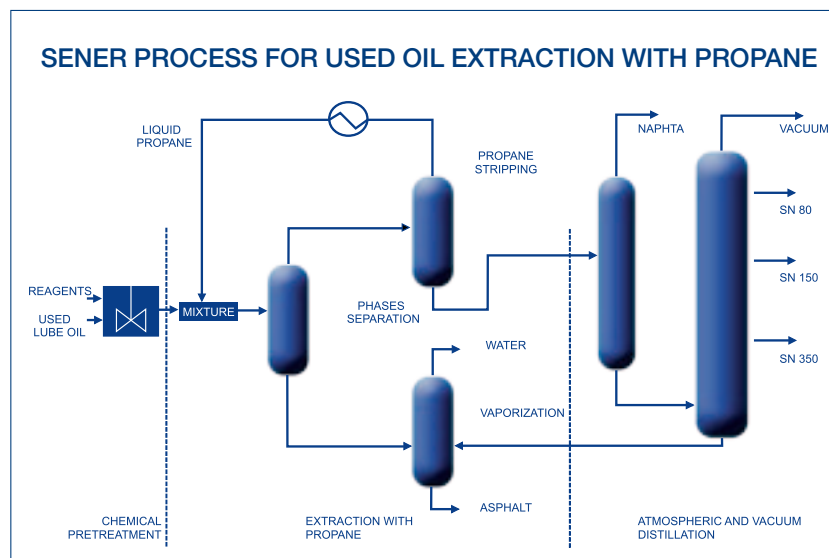 SENER PROCESS FOR USED OIL EXTRACTION WITH PROPANE
LIQUID
PROPANE
NAPHTA
VACUUM
PROPANE
STRIPPING
SN 80
SN 150
REAGENTS
MIXTURE
PHASES
SEPARATION
USED
LUBE OIL
WATER
SN 350
VAPORIZATION
ASPHALT
CHEMICAL
PRETREATMENT
EXTRACTION WITH
PROPANE
ATMOSPHERIC AND VACUUM
DISTILLATION